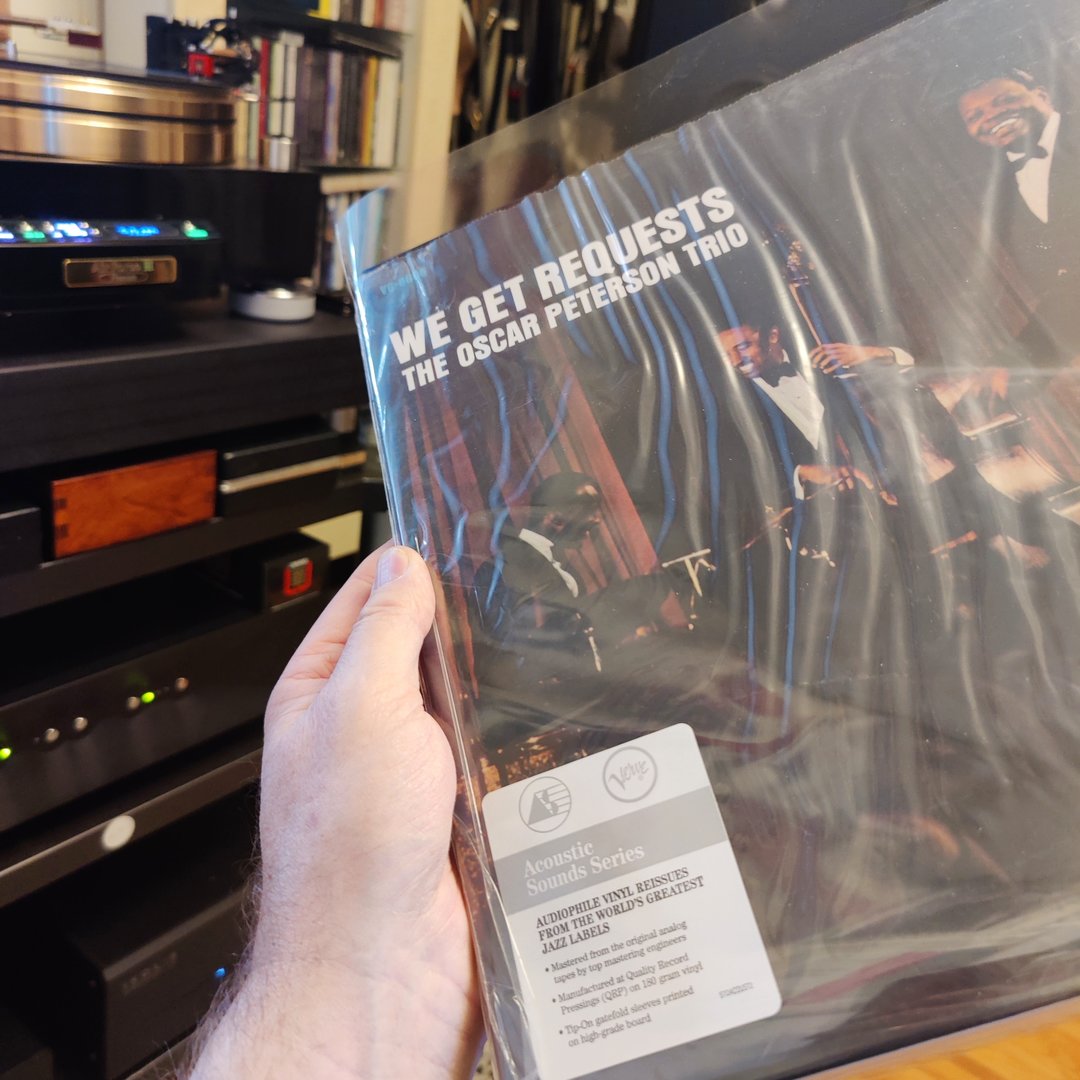 WE GET REQUESTS
THE OSCAR PETERSON TRIO
Verve
Acoustic
Sounds Series
AUDIOPHILE VINYL REISSUES
FROM THE WORLD'S GREATEST
JAZZ LABELS
• Mastered from the original analog
tapes by top mastering engineers
• Manufactured at Quality Record
Pressings (QRP) on 180 gram vinyl
• Tip-On gatefold sleeves printed
on high-grade board